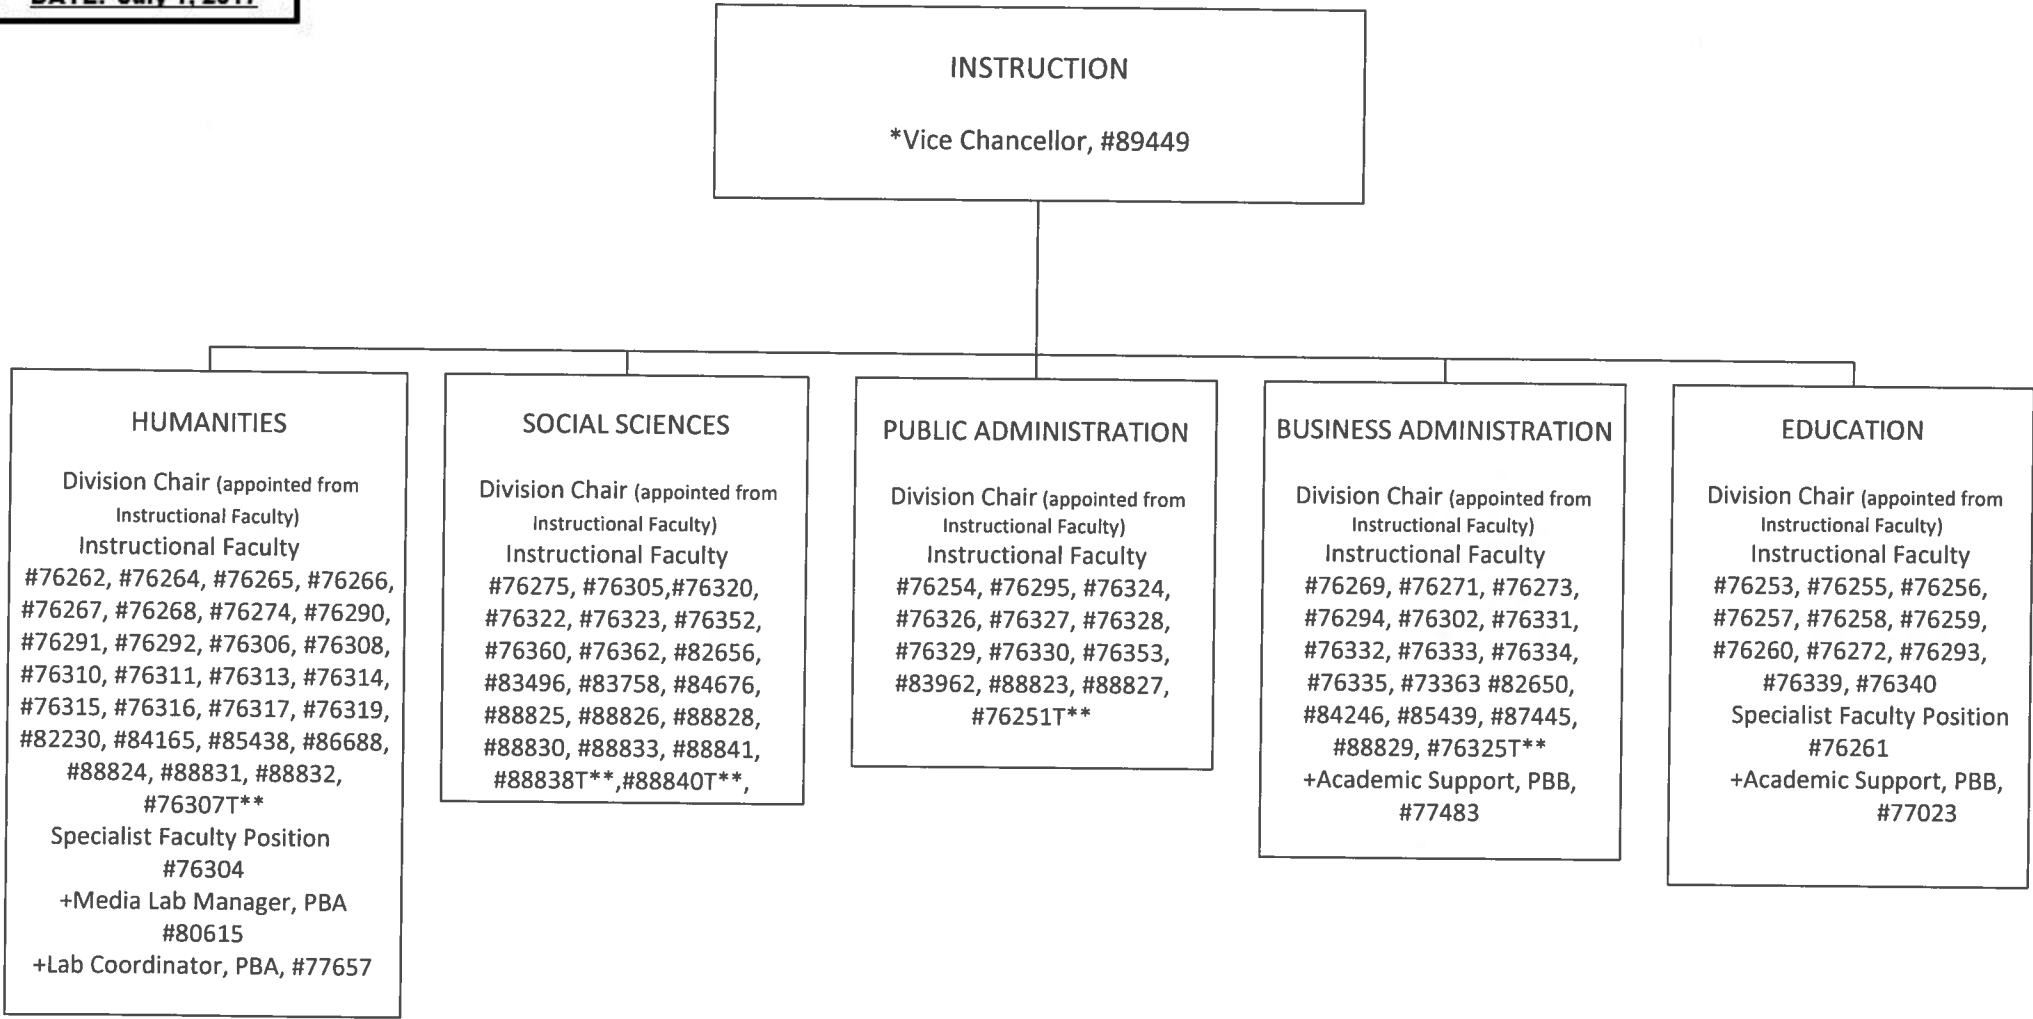 DATE: July 1, 2017
INSTRUCTION
*Vice Chancellor, #89449
HUMANITIES
Division Chair (appointed from
Instructional Faculty)
Instructional Faculty
#76262, #76264, #76265, #76266,
#76267, #76268, #76274, #76290,
#76291, #76292, #76306, #76308,
#76310, #76311, #76313, #76314,
#76315, #76316, #76317, #76319,
#82230, #84165, #85438, #86688,
#88824, #88831, #88832,
#76307T**
Specialist Faculty Position
#76304
+Media Lab Manager, PBA
#80615
+Lab Coordinator, PBA, #77657
SOCIAL SCIENCES
Division Chair (appointed from
Instructional Faculty)
Instructional Faculty
#76275, #76305,#76320,
#76322, #76323, #76352,
#76360, #76362, #82656,
#83496, #83758, #84676,
#88825, #88826, #88828,
#88830, #88833, #88841,
#88838T**,#88840T**,
PUBLIC ADMINISTRATION
Division Chair (appointed from
Instructional Faculty)
Instructional Faculty
#76254, #76295, #76324,
#76326, #76327, #76328,
#76329, #76330, #76353,
#83962, #88823, #88827,
#76251T**
BUSINESS ADMINISTRATION
Division Chair (appointed from
Instructional Faculty)
Instructional Faculty
#76269, #76271, #76273,
#76294, #76302, #76331,
#76332, #76333, #76334,
#76335, #73363 #82650,
#84246, #85439, #87445,
#88829, #76325T**
+Academic Support, PBB,
#77483
EDUCATION
Division Chair (appointed from
Instructional Faculty)
Instructional Faculty
#76253, #76255, #76256,
#76257, #76258, #76259,
#76260, #76272, #76293,
#76339, #76340
Specialist Faculty Position
#76261
+Academic Support, PBB,
#77023